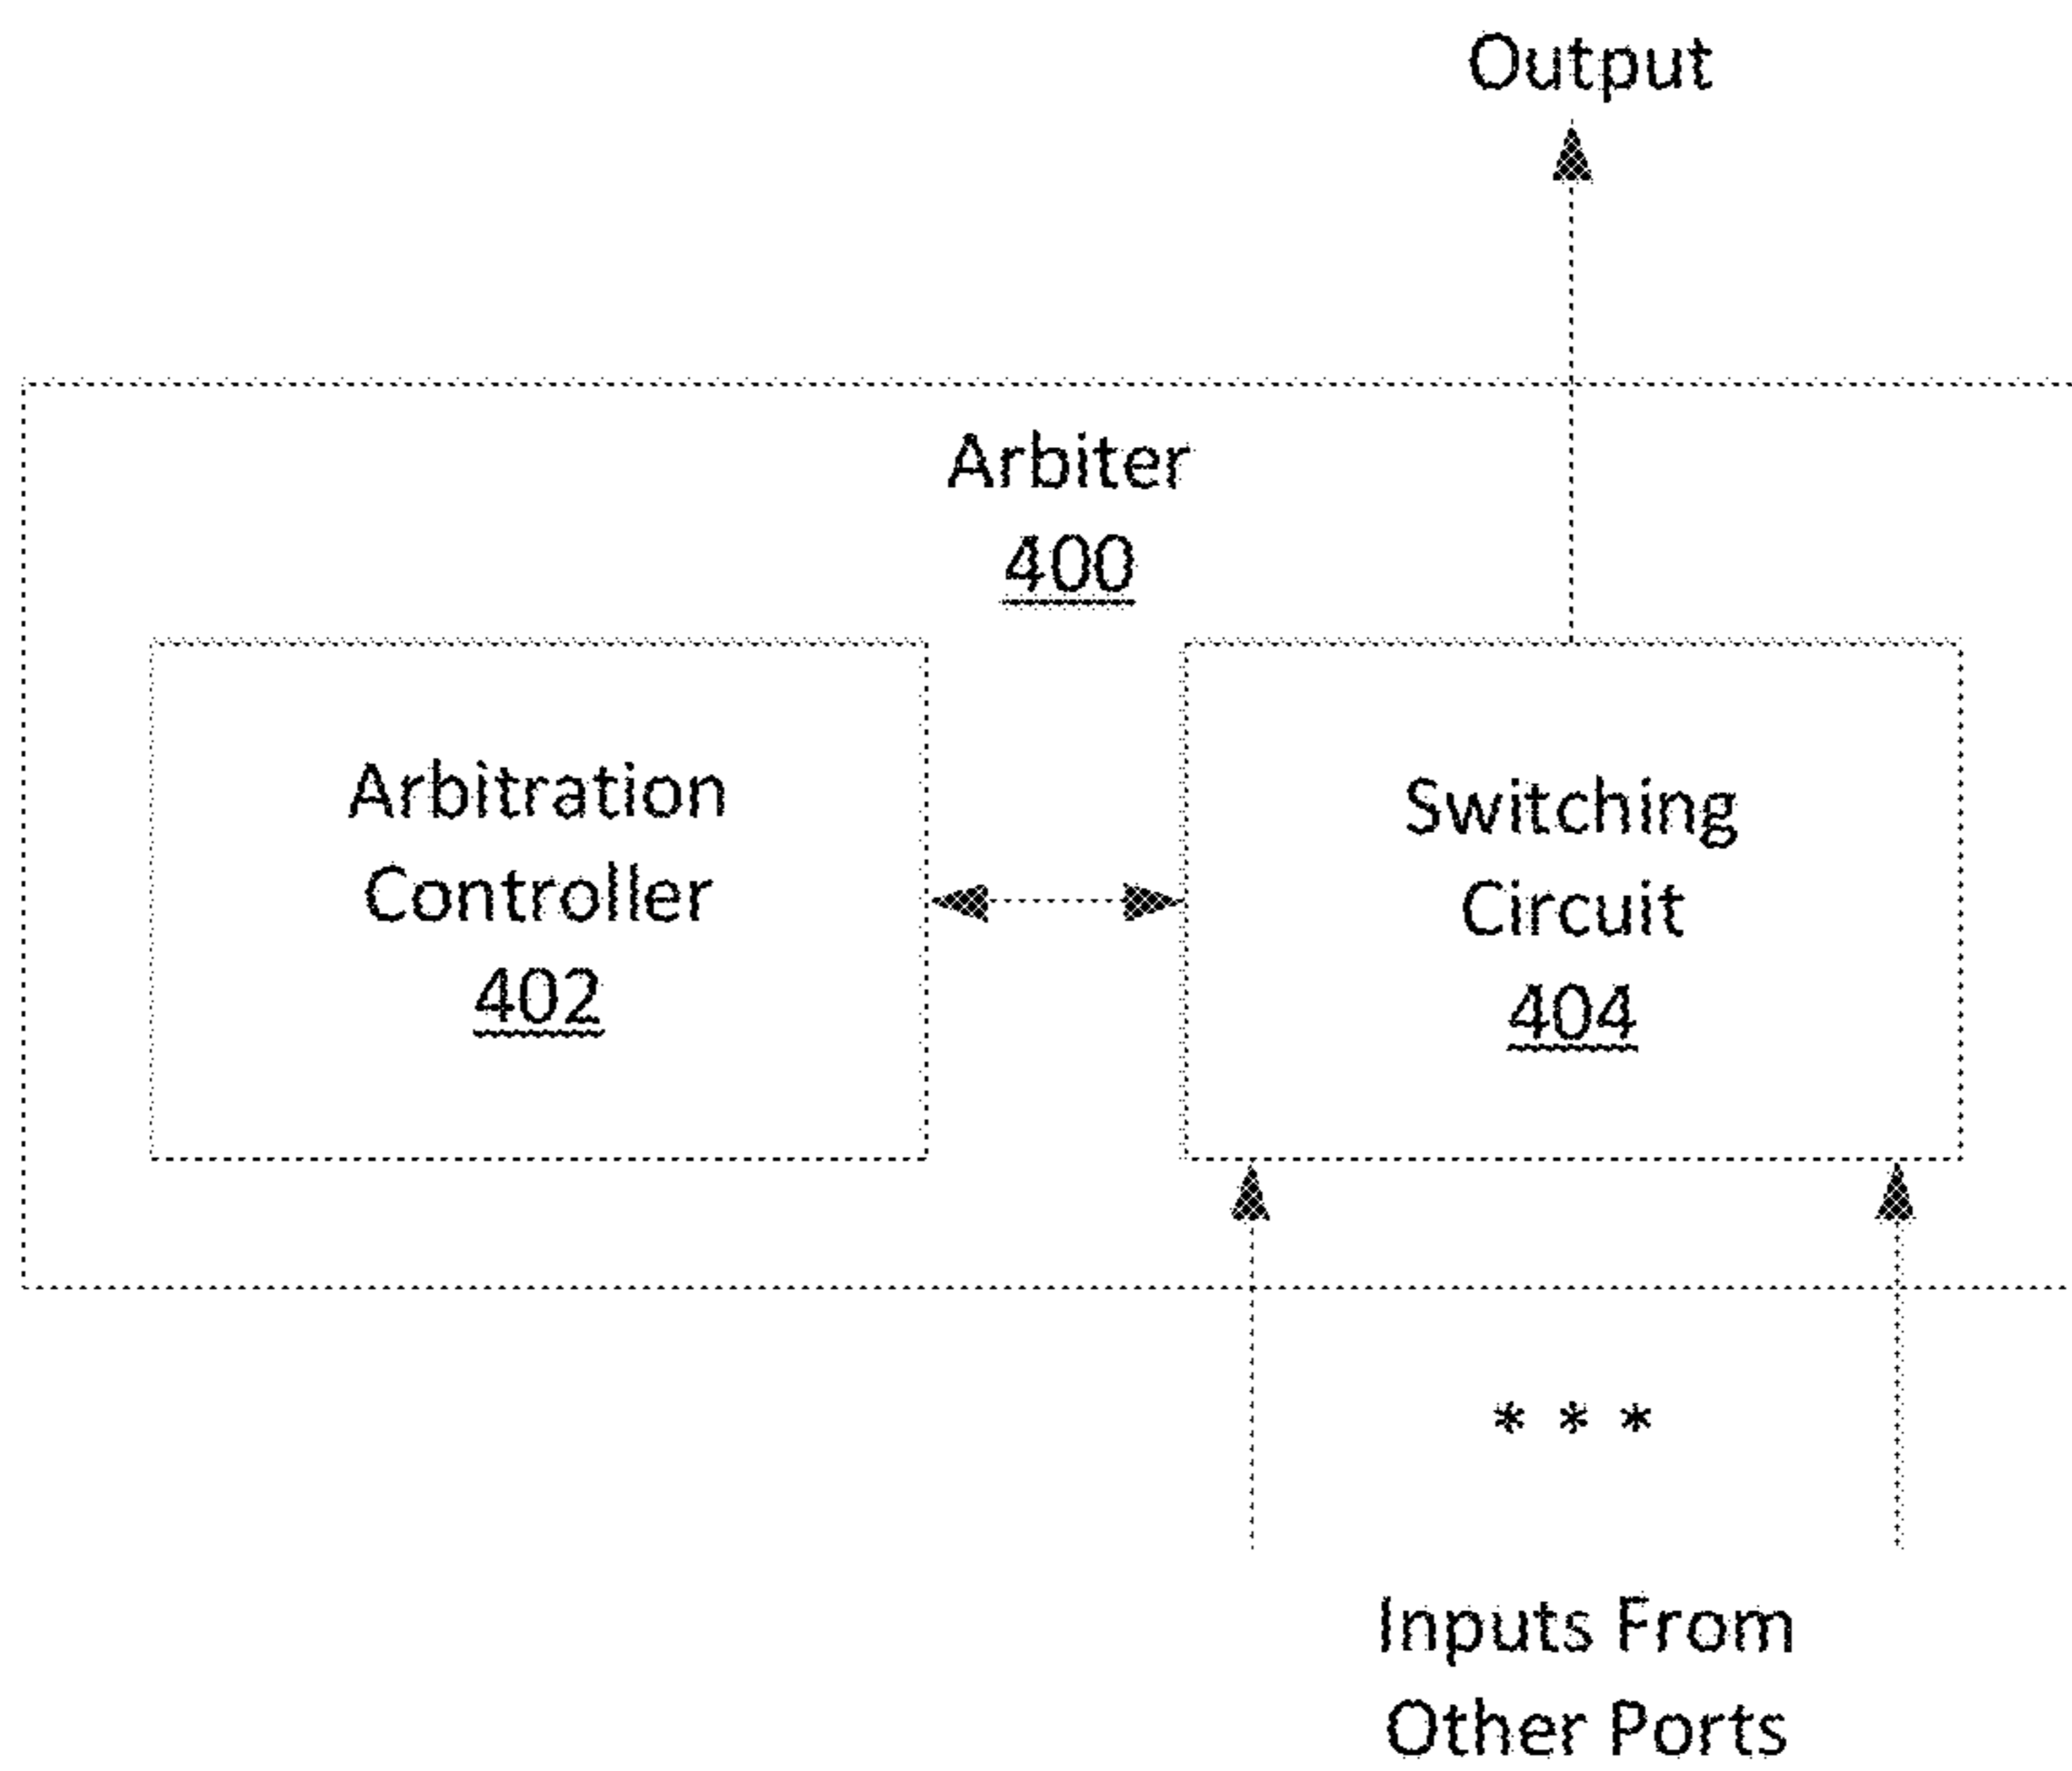 Output
Arbiter
400
Arbitration
Controller
402
Switching
Circuit
404
* * *
Inputs From
Other Ports